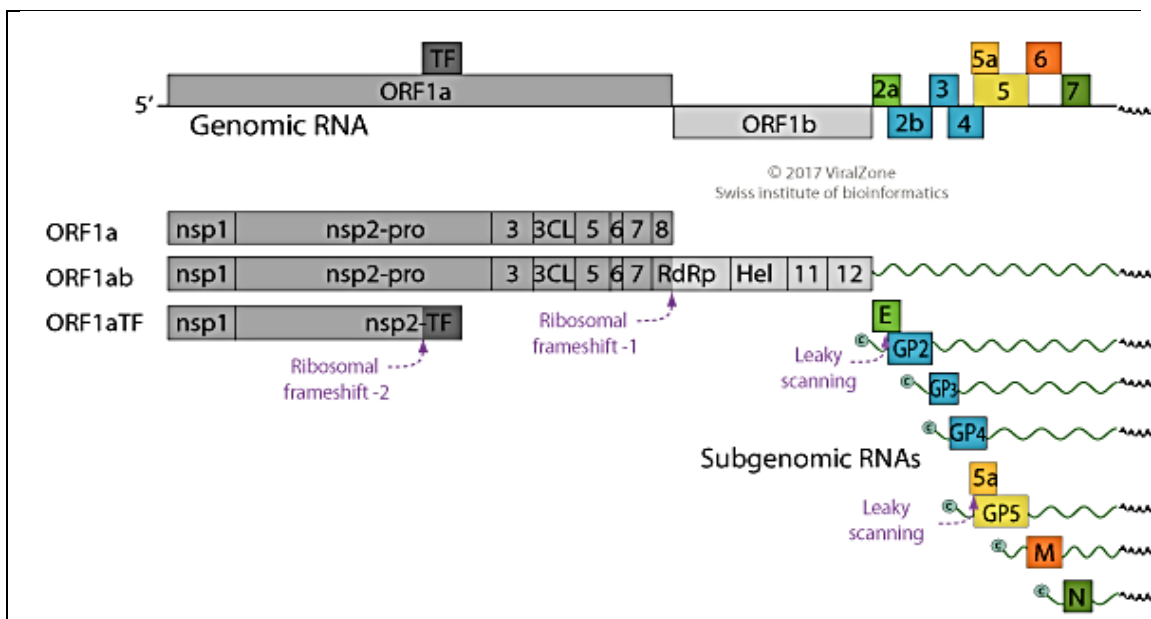 TF 5a 6
5′ ORF1a 2a 3 5 7
Genomic RNA ORF1b 2b 4
© 2017 ViralZone
Swiss institute of bioinformatics
ORF1a nsp1 nsp2-pro 3 3CL 5 6 7 8
ORF1ab nsp1 nsp2-pro 3 3CL 5 6 7 RdRp Hel 11 12
ORF1aTF nsp1 nsp2-TF
Ribosomal
frameshift -2
Ribosomal
frameshift -1
E
C GP2
Leaky
scanning
C GP3
C GP4
Subgenomic RNAs
5a
C GP5
Leaky
scanning
C M
C N